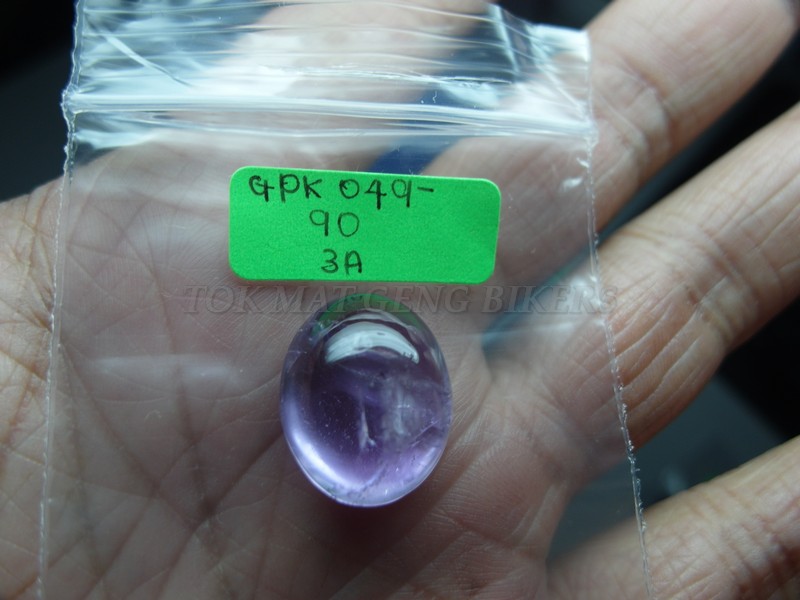 GPK 049-
90
3A
TOK MAT GENG BIKERS